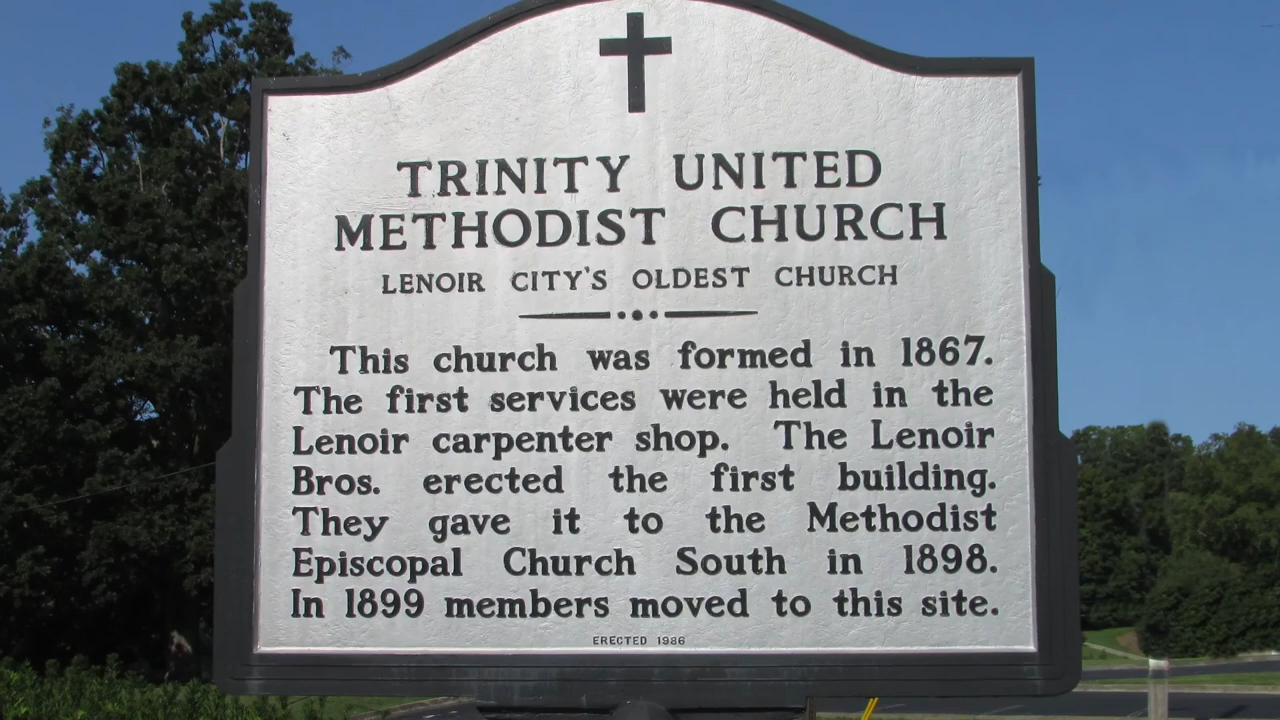 TRINITY UNITED
METHODIST CHURCH
LENOIR CITY'S OLDEST CHURCH
This church was formed in 1867.
The first services were held in the
Lenoir carpenter shop. The Lenoir
Bros. erected the first building.
They gave it to the Methodist
Episcopal Church South in 1898.
In 1899 members moved to this site.
ERECTED 1986